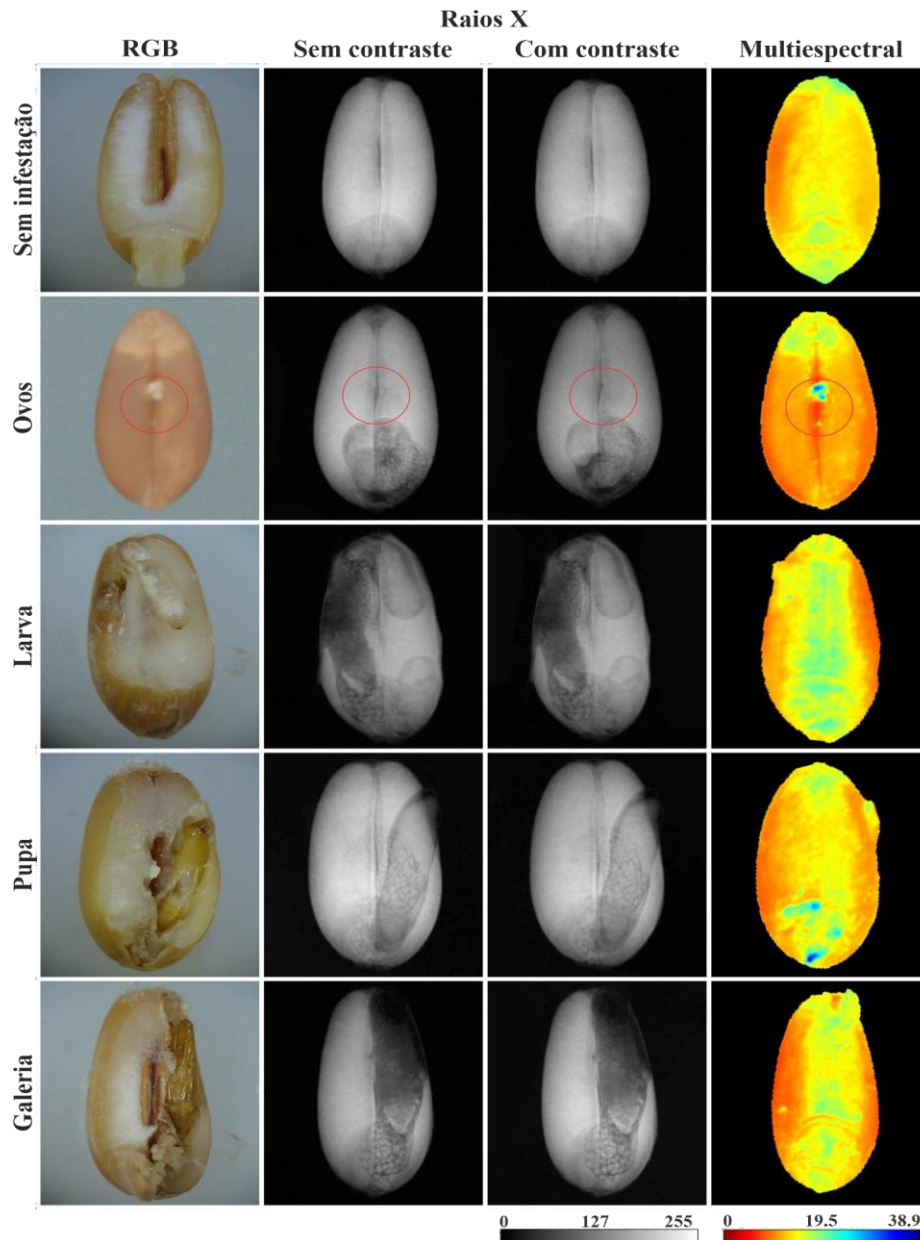 Raios X
RGB Sem contraste Com contraste Multiespectral
Sem infestação
Ovos
Larva
Pupa
Galeria
0 127 255 0 19.5 38.9